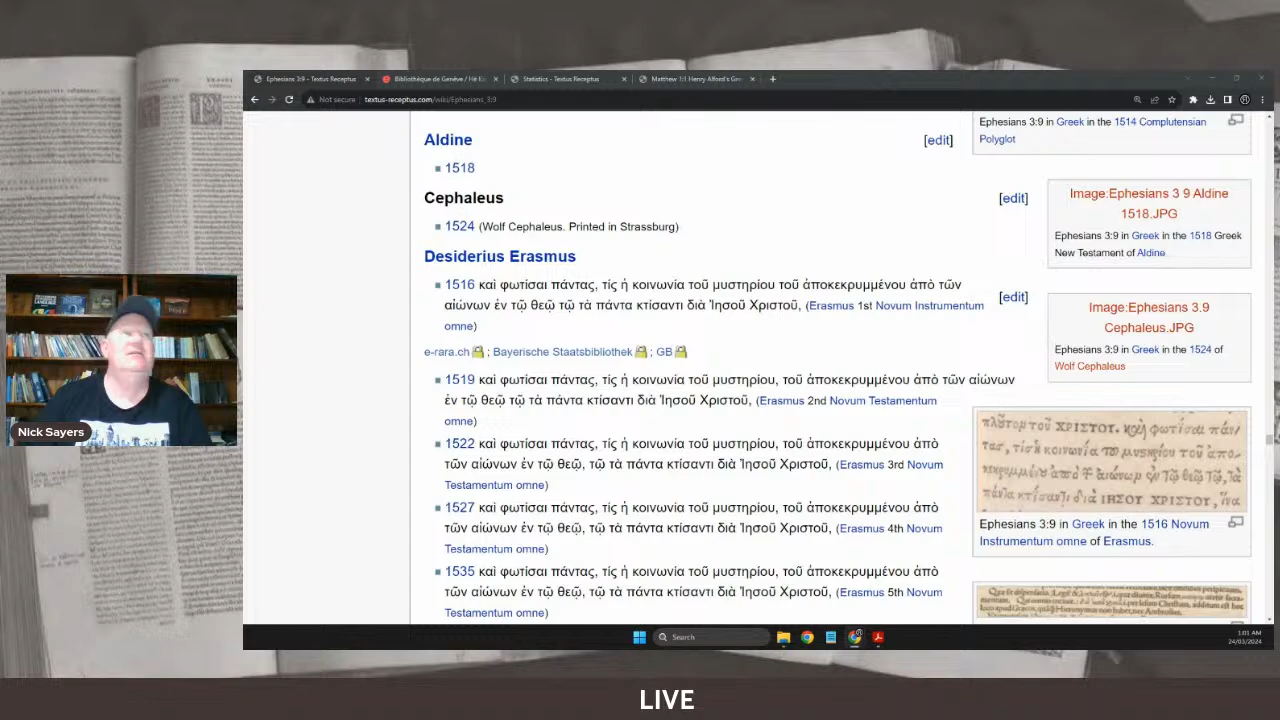 Ephesians 3:9 - Textus Receptus
Bibliothèque de Genève / Hé
Statistics - Textus Receptus
Matthew 1:1 Henry Alford's Gre
Not secure
textus-receptus.com/wiki/Ephesians_3:9
Aldine
[edit]
1518
Cephaleus
[edit]
1524 (Wolf Cephaleus. Printed in Strassburg)
Desiderius Erasmus
[edit]
1516 καὶ φωτίσαι πάντας, τίς ἡ κοινωνία τοῦ μυστηρίου τοῦ ἀποκεκρυμμένου ἀπὸ τῶν
αἰώνων ἐν τῷ θεῷ τῷ τὰ πάντα κτίσαντι διὰ Ἰησοῦ Χριστοῦ, (Erasmus 1st Novum Instrumentum
omne)
e-rara.ch ; Bayerische Staatsbibliothek ; GB
1519 καὶ φωτίσαι πάντας, τίς ἡ κοινωνία τοῦ μυστηρίου, τοῦ ἀποκεκρυμμένου ἀπὸ τῶν αἰώνων
ἐν τῷ θεῷ τῷ τὰ πάντα κτίσαντι διὰ Ἰησοῦ Χριστοῦ, (Erasmus 2nd Novum Testamentum
omne)
1522 καὶ φωτίσαι πάντας, τίς ἡ κοινωνία τοῦ μυστηρίου τοῦ ἀποκεκρυμμένου ἀπὸ
τῶν αἰώνων ἐν τῷ θεῷ, τῷ τὰ πάντα κτίσαντι διὰ Ἰησοῦ Χριστοῦ, (Erasmus 3rd Novum
Testamentum omne)
1527 καὶ φωτίσαι πάντας, τίς ἡ κοινωνία τοῦ μυστηρίου τοῦ ἀποκεκρυμμένου ἀπὸ
τῶν αἰώνων ἐν τῷ θεῷ, τῷ τὰ πάντα κτίσαντι διὰ Ἰησοῦ Χριστοῦ, (Erasmus 4th Novum
Testamentum omne)
1535 καὶ φωτίσαι πάντας, τίς ἡ κοινωνία τοῦ μυστηρίου τοῦ ἀποκεκρυμμένου ἀπὸ
τῶν αἰώνων ἐν τῷ θεῷ, τῷ τὰ πάντα κτίσαντι διὰ Ἰησοῦ Χριστοῦ, (Erasmus 5th Novum
Testamentum omne)
Ephesians 3:9 in Greek in the 1514 Complutensian
Polyglot
Image:Ephesians 3 9 Aldine
1518.JPG
Ephesians 3:9 in Greek in the 1518 Greek
New Testament of Aldine.
Image:Ephesians 3.9
Cephaleus.JPG
Ephesians 3:9 in Greek in the 1524 of
Wolf Cephaleus
Ephesians 3:9 in Greek in the 1516 Novum
Instrumentum omne of Erasmus.
Nick Sayers
Search
1:01 AM
24/03/2024
LIVE